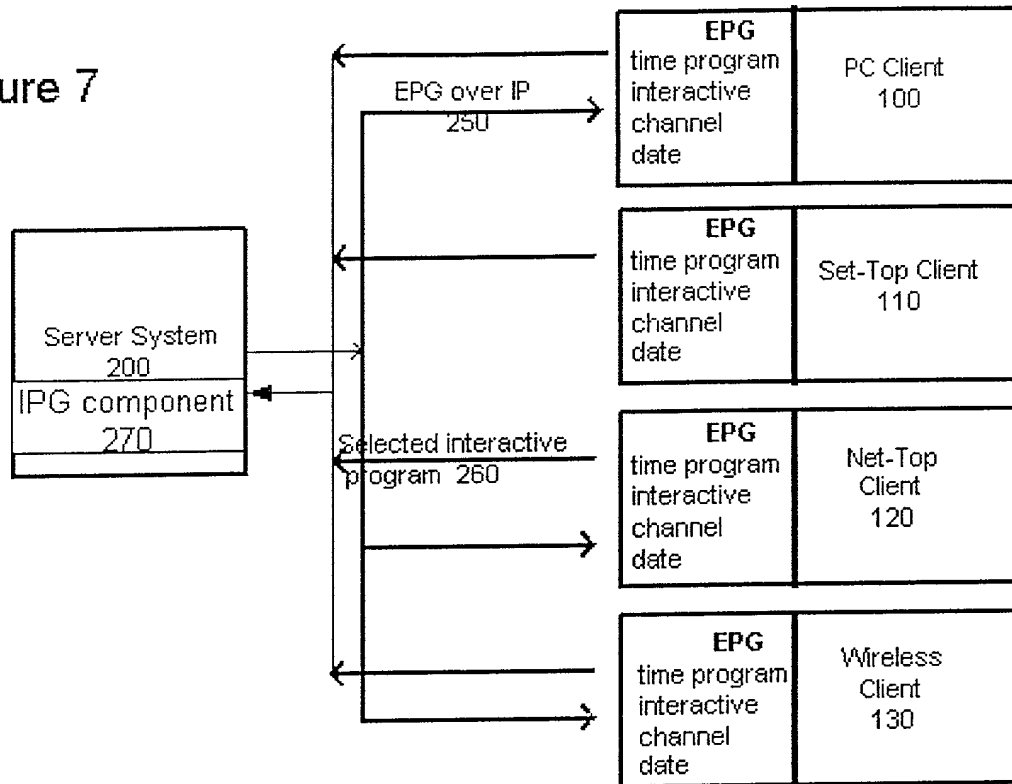 ure 7
EPG over IP
250
Server System
200
IPG component
270
Selected interactive
program 260
EPG
time program
interactive
channel
date
PC Client
100
EPG
time program
interactive
channel
date
Set-Top Client
110
EPG
time program
interactive
channel
date
Net-Top
Client
120
EPG
time program
interactive
channel
date
Wireless
Client
130